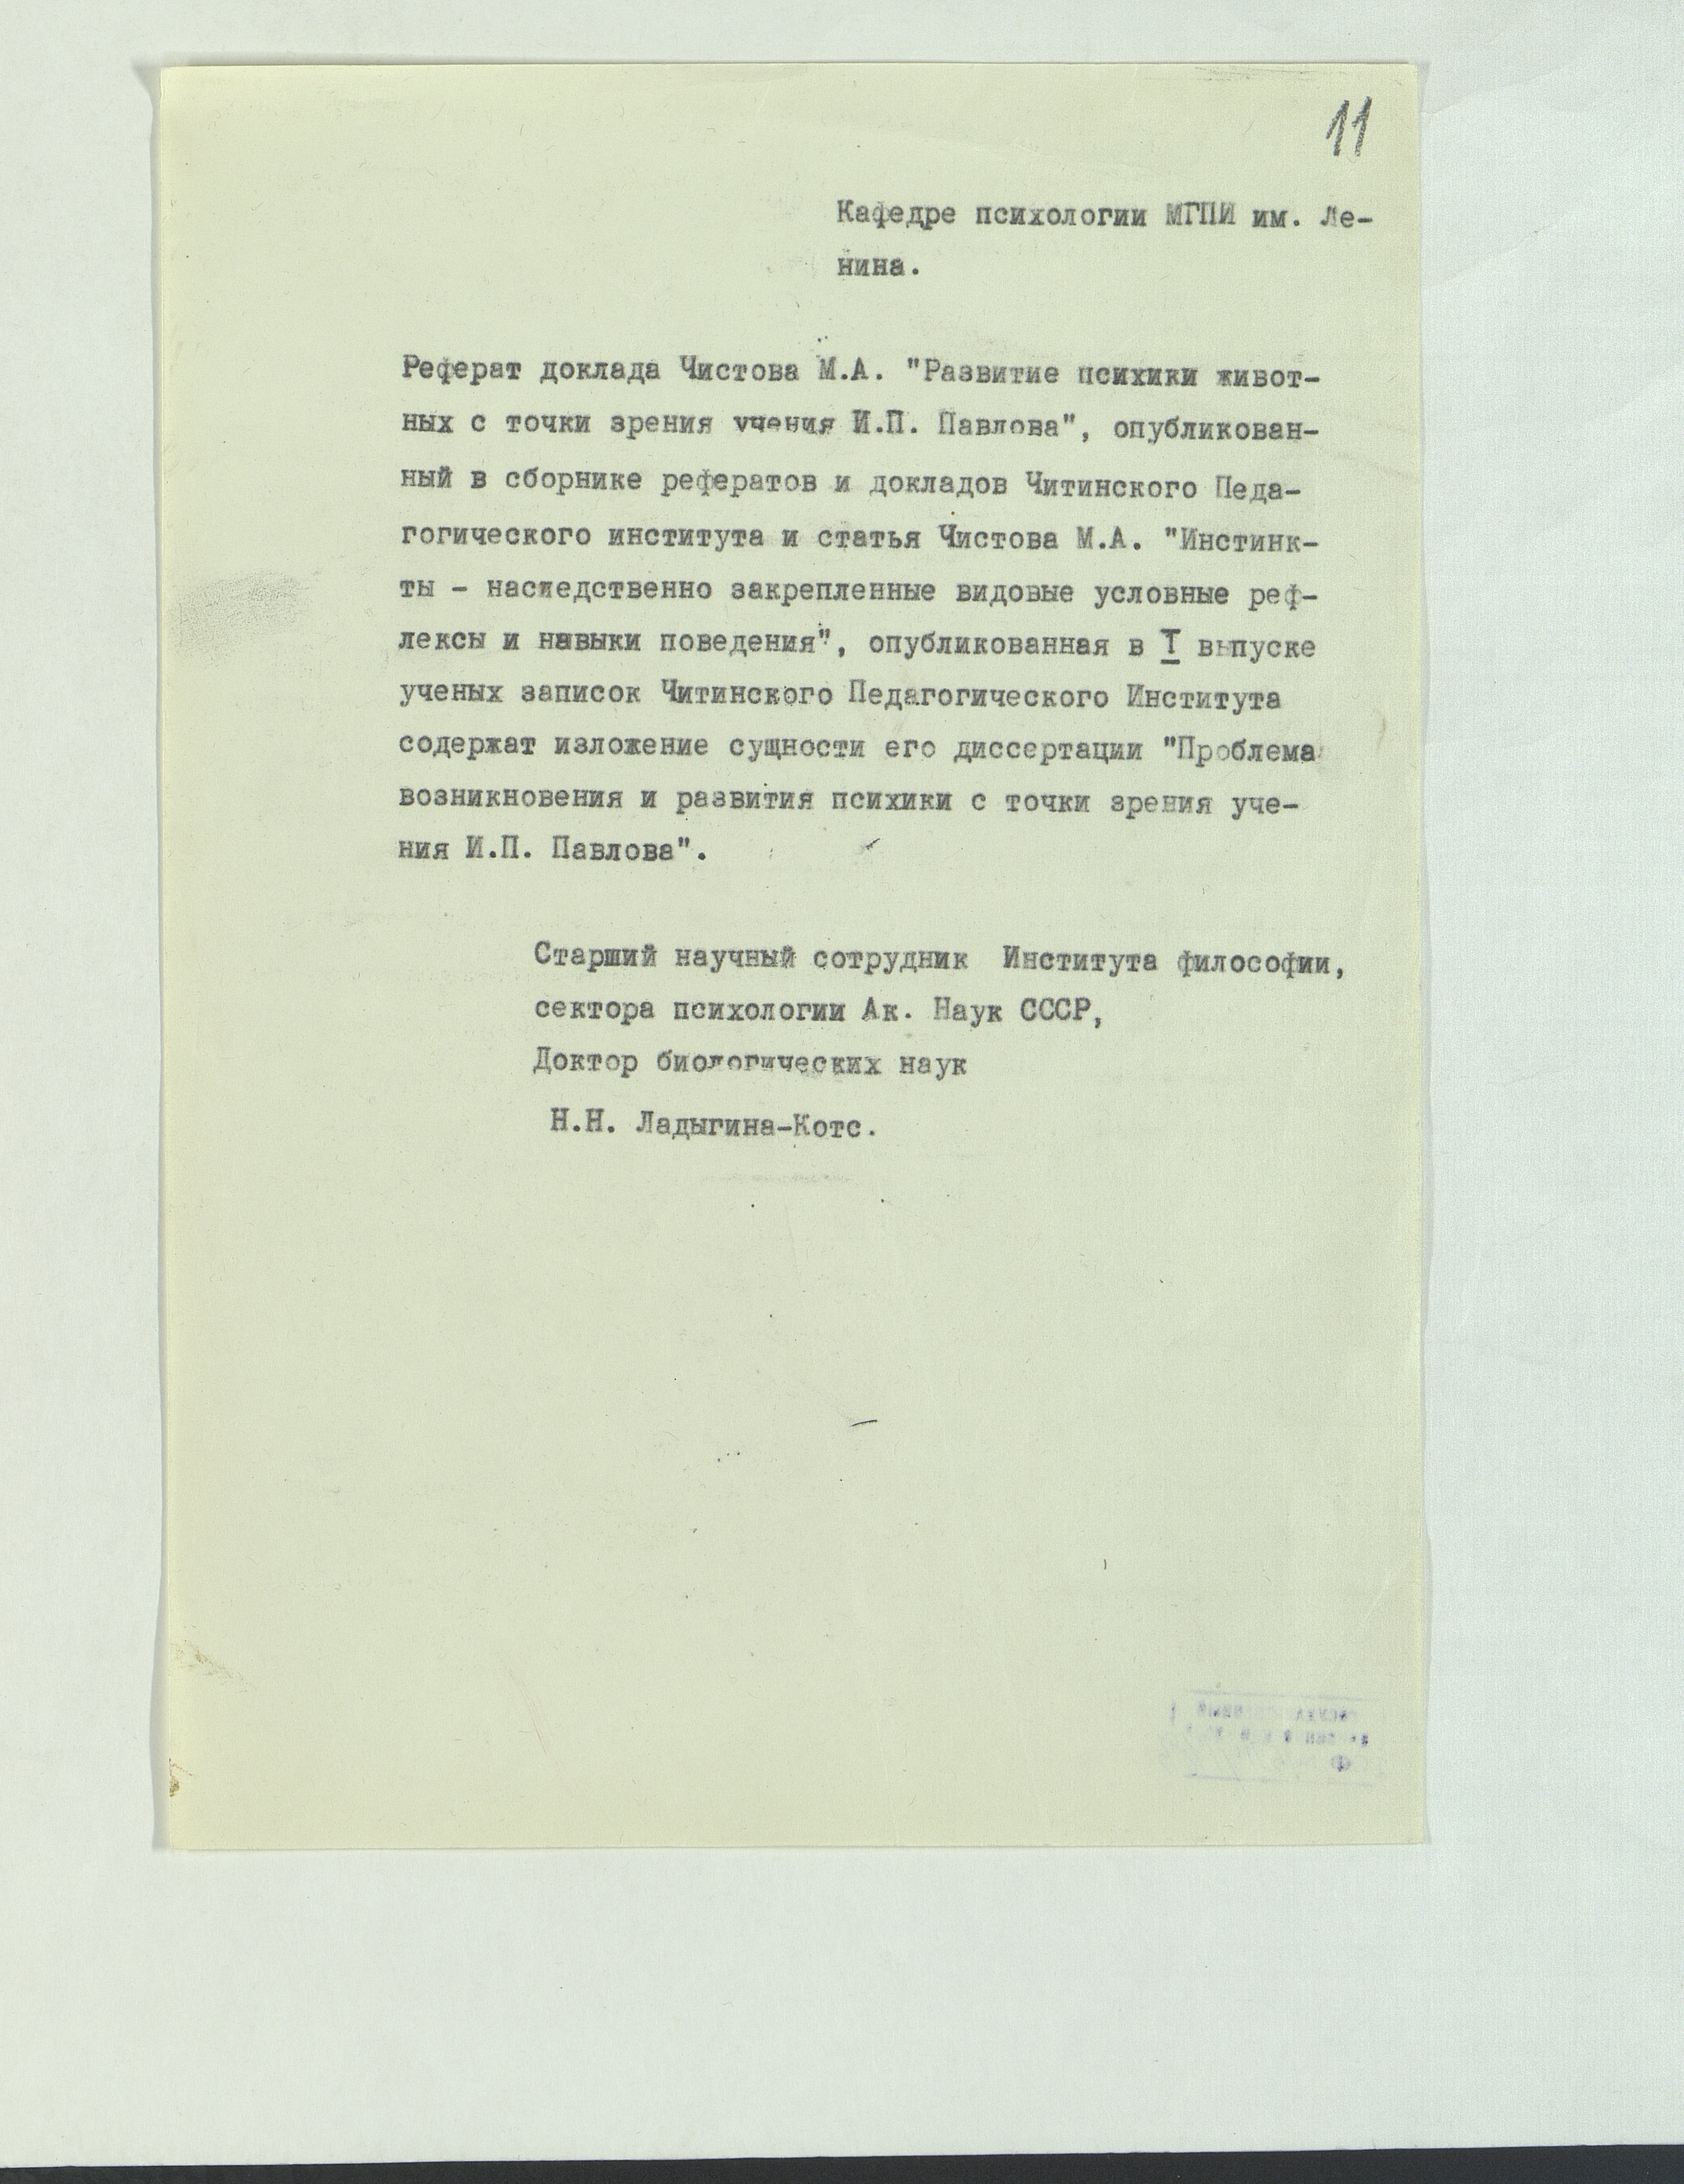 11
Кафедре психологии МГПИ им. Ле-
нина.
Реферат доклада Чистова М.А. "Развитие психики живот-
ных с точки зрения учения И.П. Павлова", опубликован-
ный в сборнике рефератов и докладов Читинского Педа-
гогического института и статья Чистова М.А. "Инстинк-
ты - наследственно закрепленные видовые условные реф-
лексы и навыки поведения", опубликованная в I выпуске
ученых записок Читинского Педагогического Института
содержат изложение сущности его диссертации "Проблема
возникновения и развития психики с точки зрения уче-
ния И.П. Павлова".
Старший научный сотрудник Института философии,
сектора психологии Ак. Наук СССР,
Доктор биологических наук
Н.Н. Ладыгина-Котс.